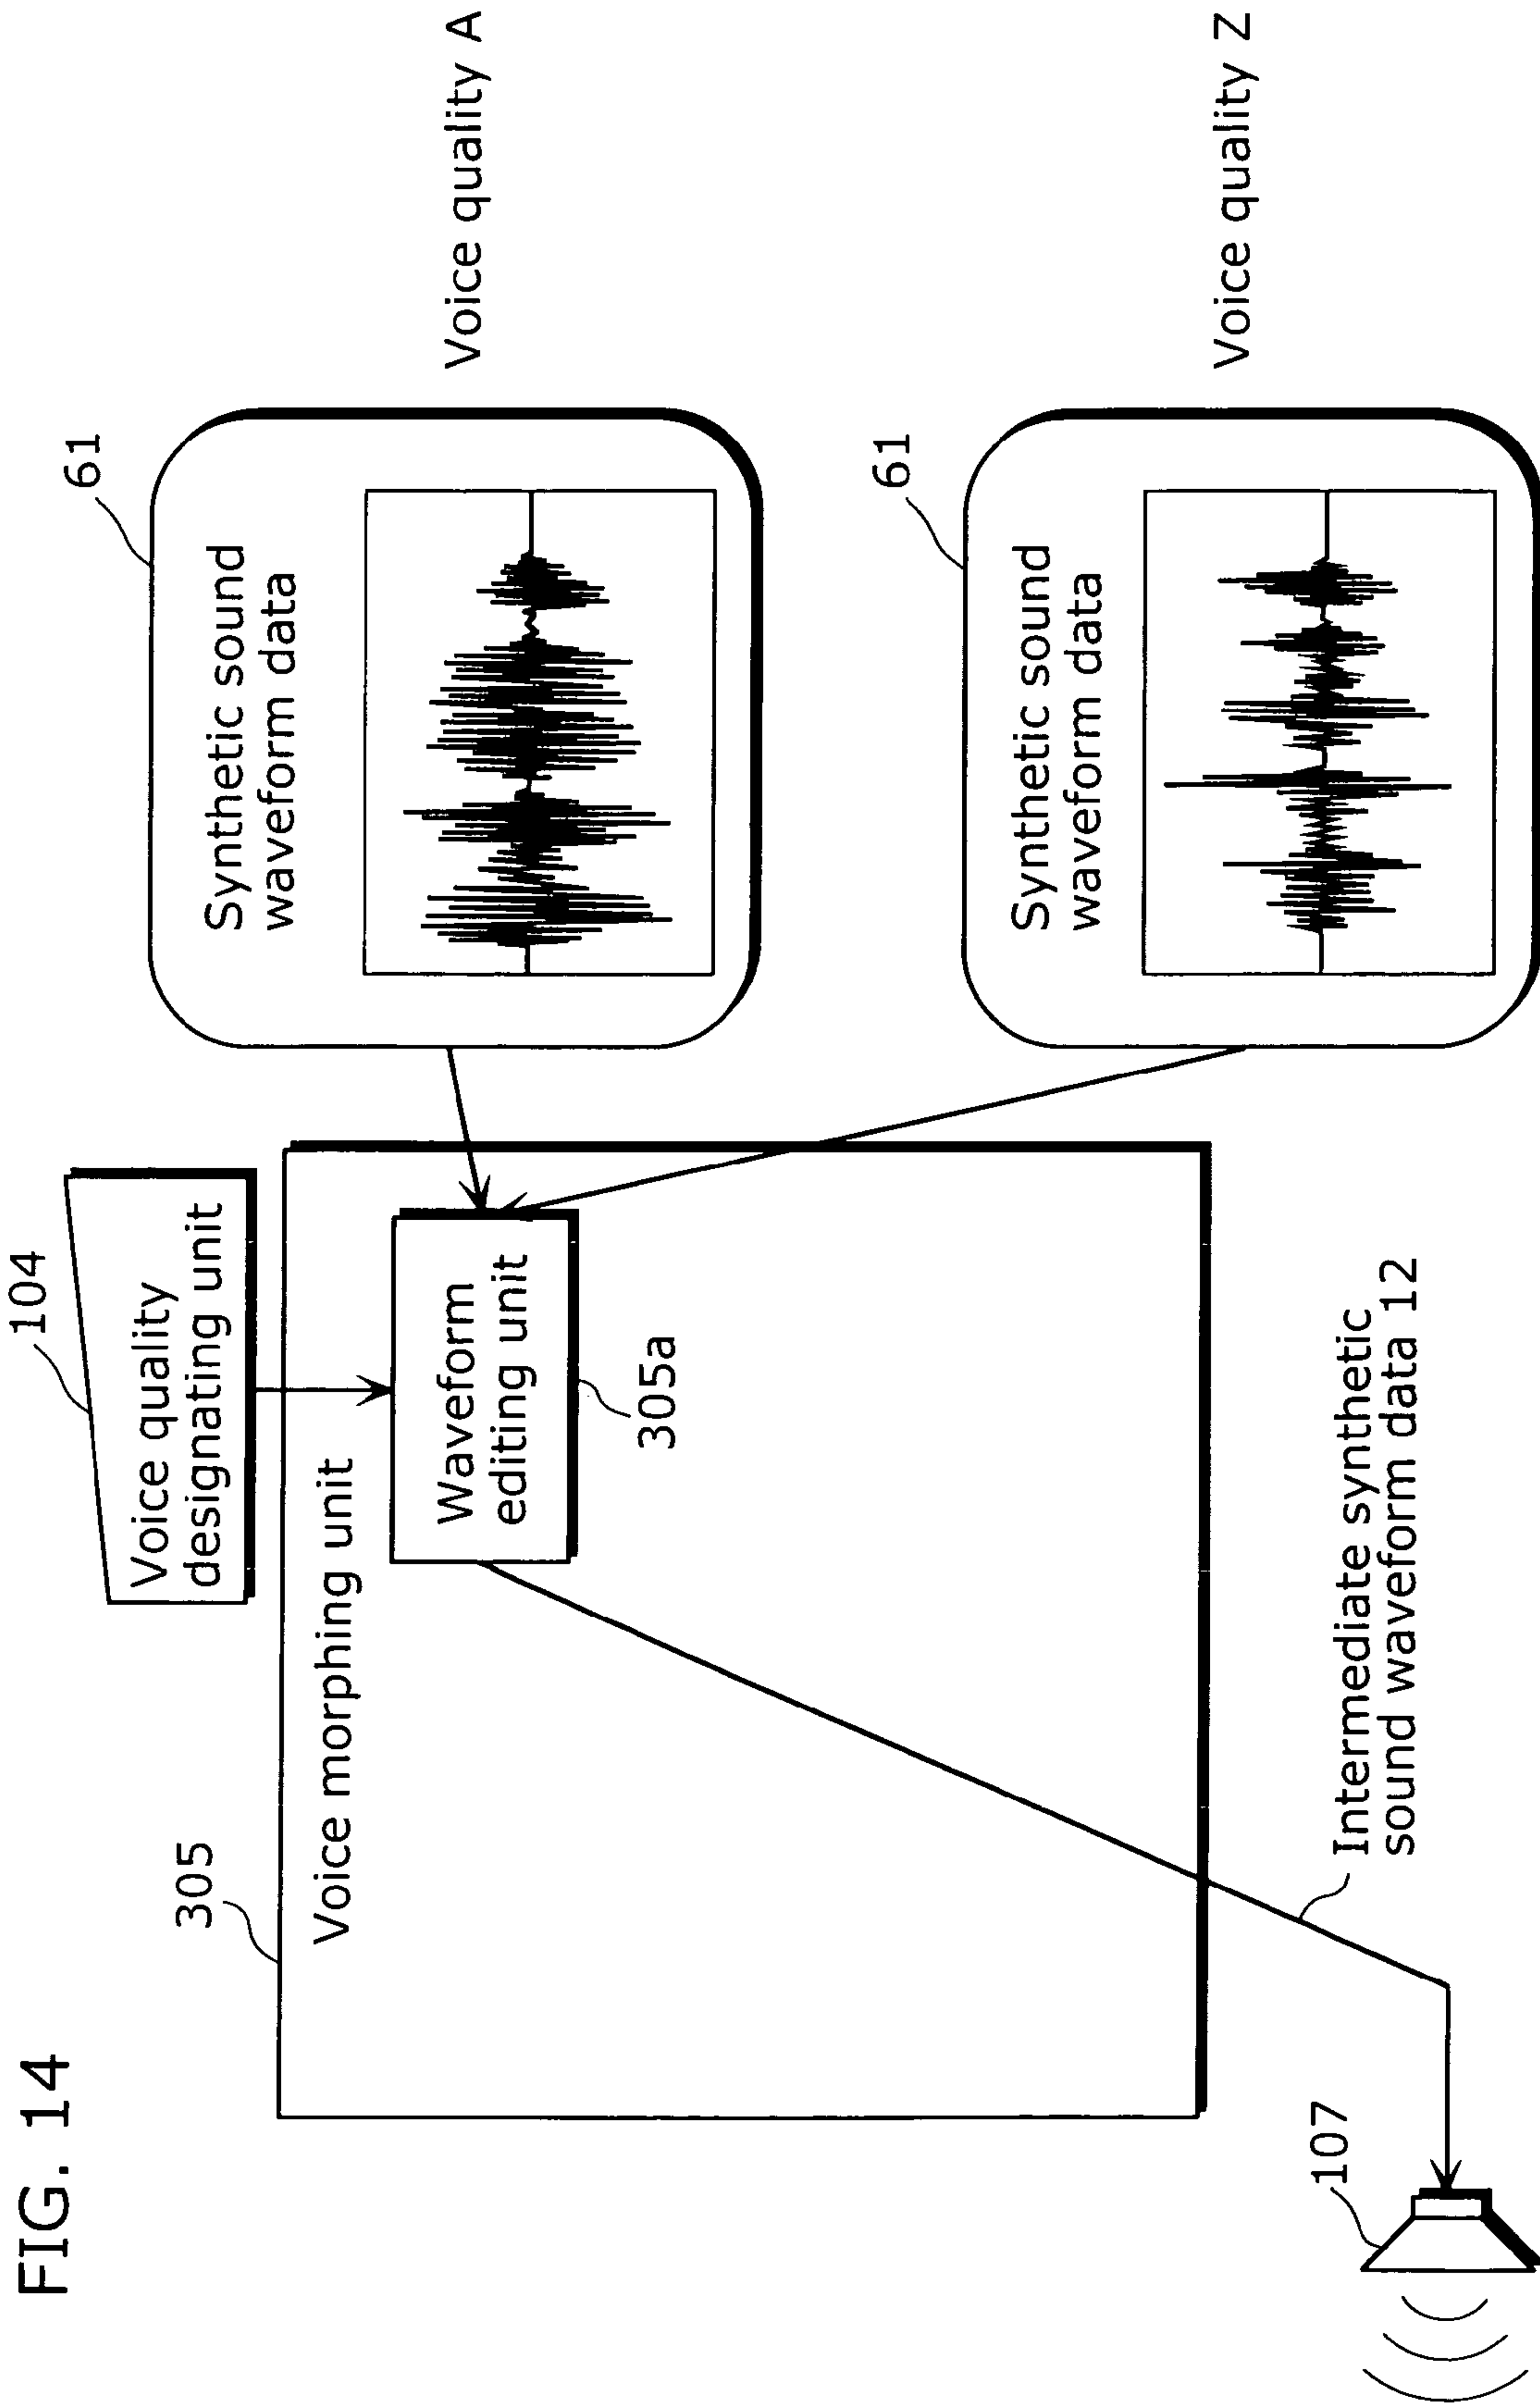 FIG. 14
104
Voice quality
designating unit
305
Voice morphing unit
Waveform
editing unit
305a
61
Synthetic sound
waveform data
Voice quality A
61
Synthetic sound
waveform data
Voice quality Z
Intermediate synthetic
sound waveform data 12
107